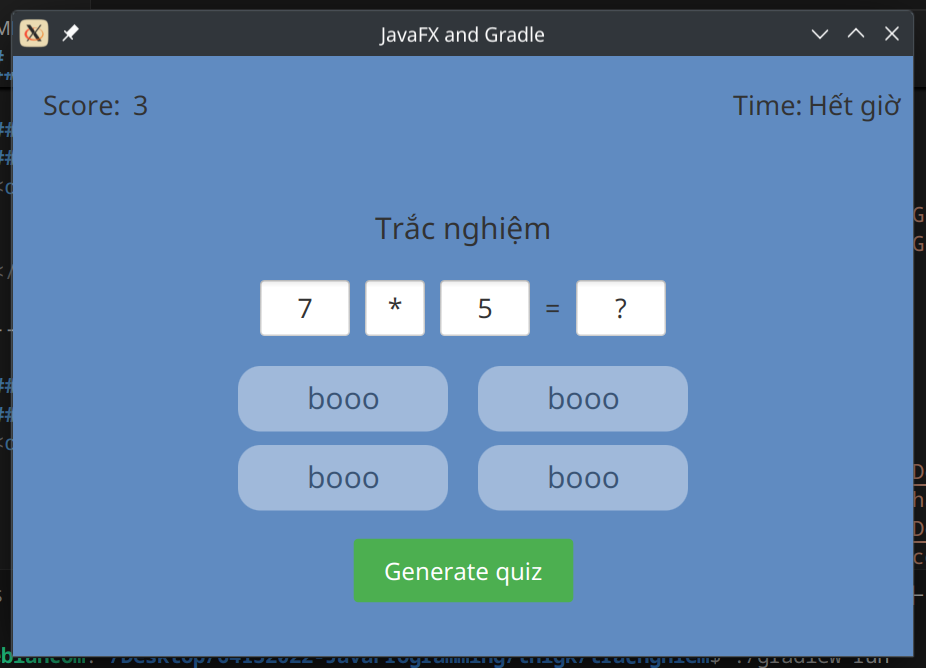 JavaFX and Gradle
Score: 3
Time: Hết giờ
Trắc nghiệm
7 * 5 = ?
booo booo
booo booo
Generate quiz